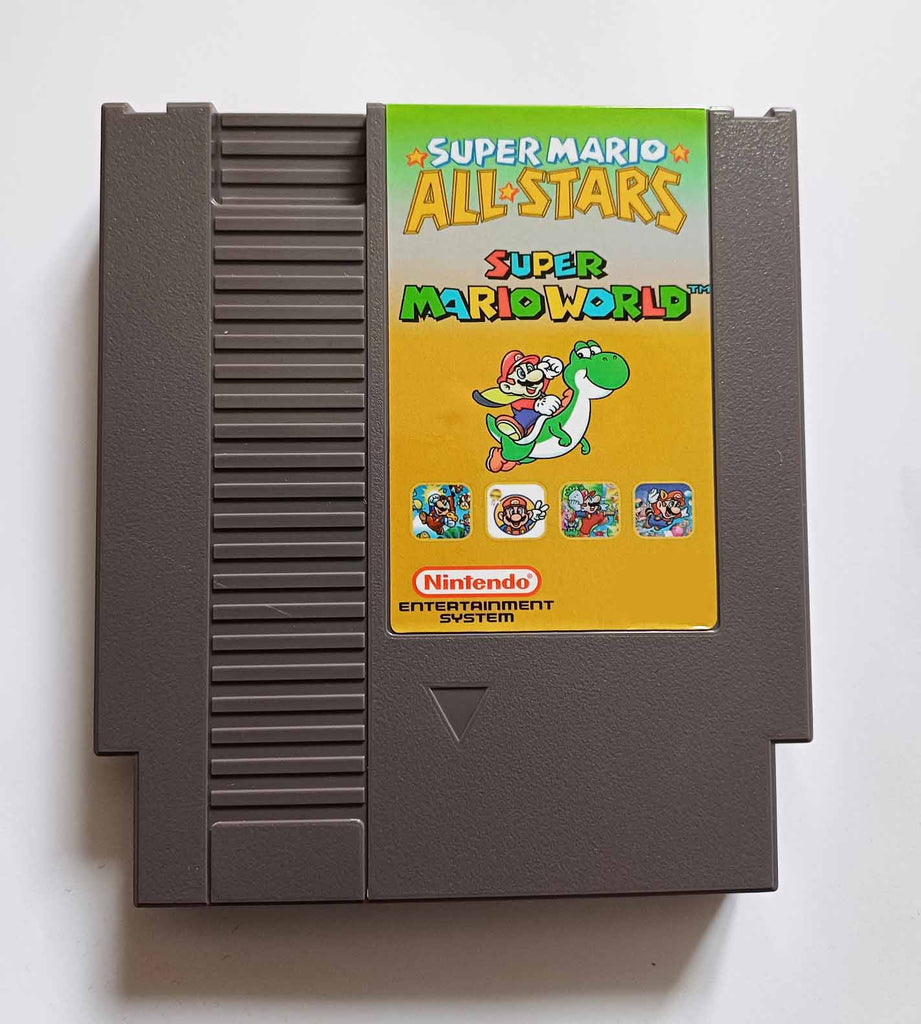 SUPER MARIO
ALL STARS
SUPER
MARIO WORLD™
Nintendo®
ENTERTAINMENT
SYSTEM